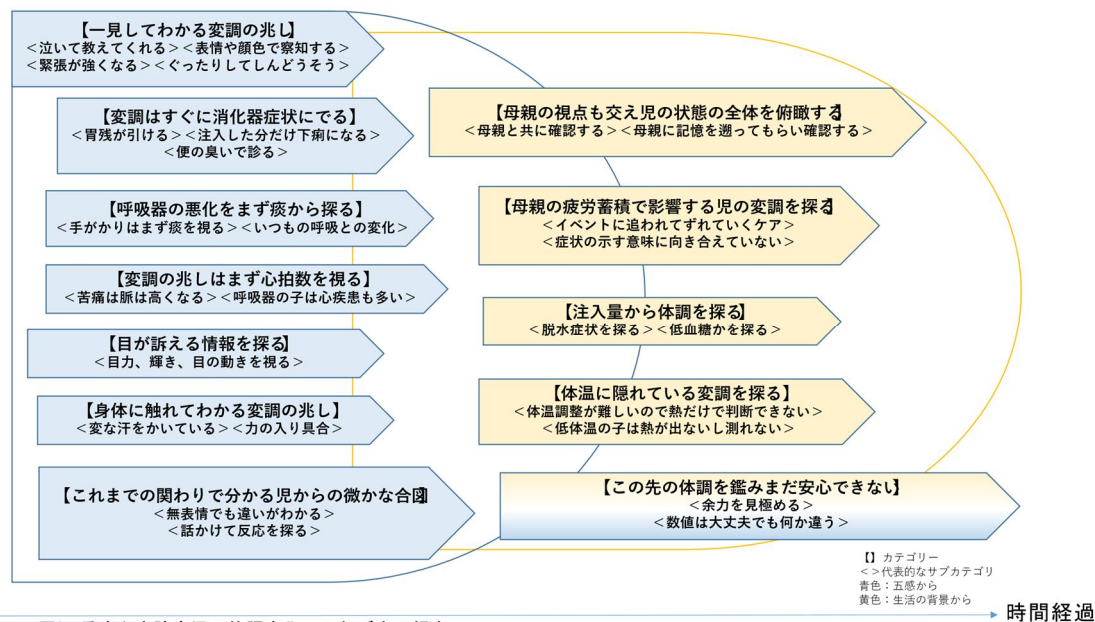 【一見してわかる変調の兆し】
<泣いて教えてくれる><表情や顔色で察知する>
<緊張が強くなる><ぐったりしてしんどうそう>
【変調はすぐに消化器症状にでる】
<胃残が引ける><注入した分だけ下痢になる>
<便の臭いで診る>
【呼吸器の悪化をまず痰から探る】
<手がかりはまず痰を視る><いつもの呼吸との変化>
【変調の兆しはまず心拍数を視る】
<苦痛は脈は高くなる><呼吸器の子は心疾患も多い>
【目が訴える情報を探る】
<目力、輝き、目の動きを視る>
【身体に触れてわかる変調の兆し】
<変な汗をかいている><力の入り具合>
【これまでの関わりで分かる児からの微かな合図】
<無表情でも違いがわかる>
<話かけて反応を探る>
【母親の視点も交え児の状態の全体を俯瞰する】
<母親と共に確認する><母親に記憶を遡ってもらい確認する>
【母親の疲労蓄積で影響する児の変調を探る】
<イベントに追われてずれていくケア>
<症状の示す意味に向き合えていない>
【注入量から体調を探る】
<脱水症状を探る><低血糖かを探る>
【体温に隠れている変調を探る】
<体温調整が難しいので熱だけで判断できない>
<低体温の子は熱が出ないし測れない>
【この先の体調を鑑みまだ安心できない】
<余力を見極める>
<数値は大丈夫でも何か違う>
【】カテゴリー
<>代表的なサブカテゴリ
青色：五感から
黄色：生活の背景から
時間経過